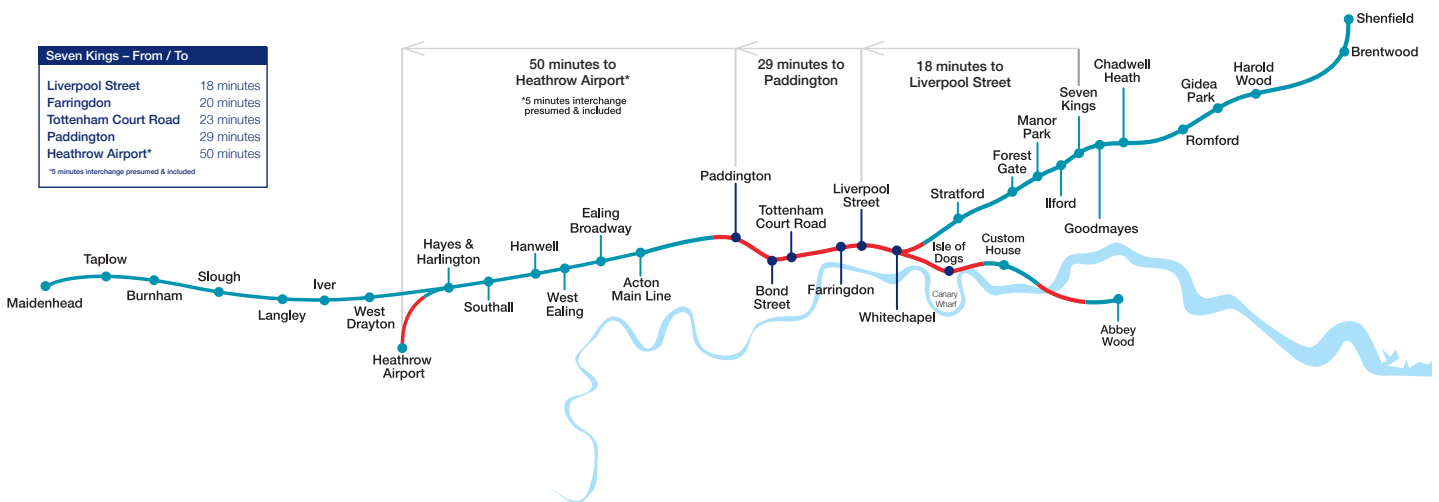 Seven Kings – From / To
Liverpool Street 18 minutes
Farringdon 20 minutes
Tottenham Court Road 23 minutes
Paddington 29 minutes
Heathrow Airport* 50 minutes
*5 minutes interchange presumed & included
50 minutes to
Heathrow Airport*
*5 minutes interchange
presumed & included
29 minutes to
Paddington
18 minutes to
Liverpool Street
Maidenhead
Taplow
Burnham
Slough
Langley
Iver
West
Drayton
Heathrow
Airport
Hayes &
Harlington
Southall
Hanwell
West
Ealing
Ealing
Broadway
Acton
Main Line
Paddington
Bond
Street
Tottenham
Court Road
Farringdon
Liverpool
Street
Whitechapel
Stratford
Forest
Gate
Manor
Park
Ilford
Seven
Kings
Goodmayes
Chadwell
Heath
Romford
Gidea
Park
Harold
Wood
Brentwood
Shenfield
Isle of
Dogs
Canary
Wharf
Custom
House
Abbey
Wood